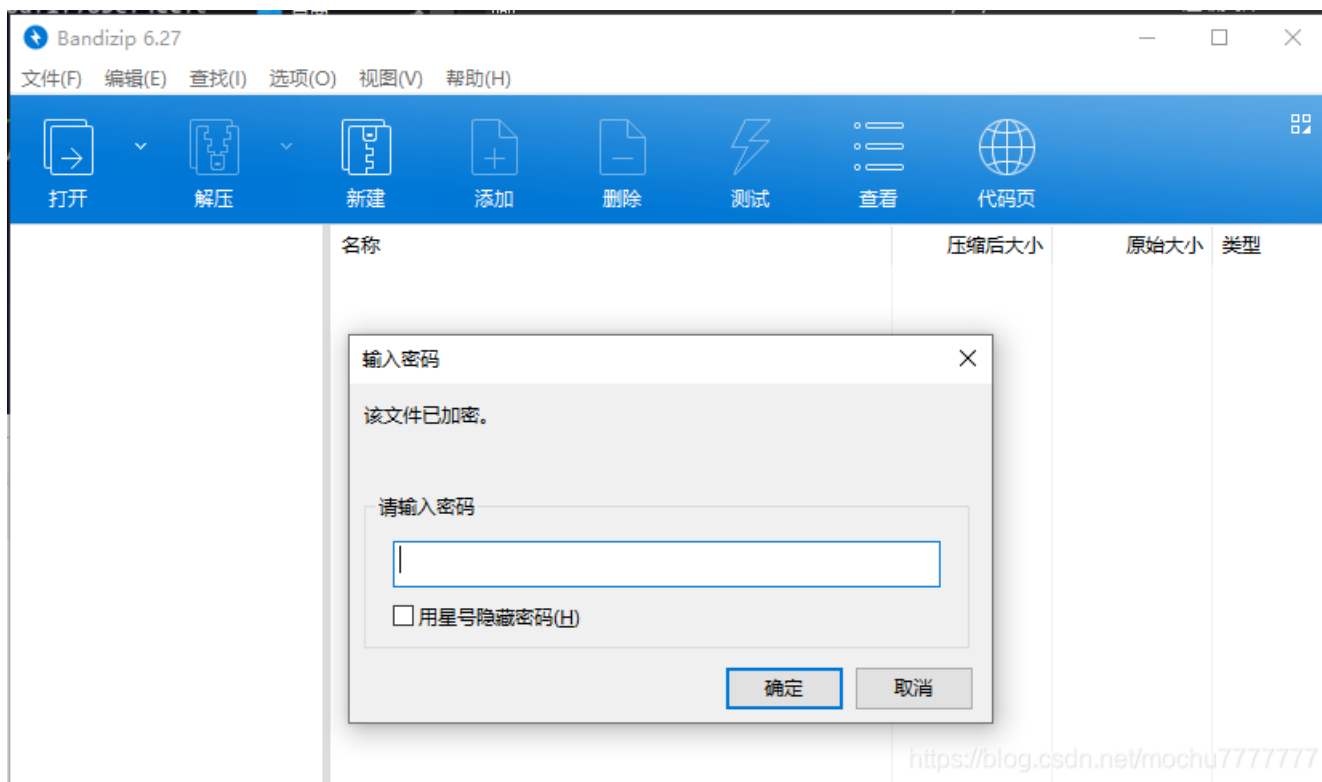 Bandizip 6.27
文件(F) 编辑(E) 查找(I) 选项(O) 视图(V) 帮助(H)
打开 解压 新建 添加 删除 测试 查看 代码页
名称 压缩后大小 原始大小 类型
输入密码
该文件已加密。
请输入密码
用星号隐藏密码(H)
确定 取消
https://blog.csdn.net/mochu7777777